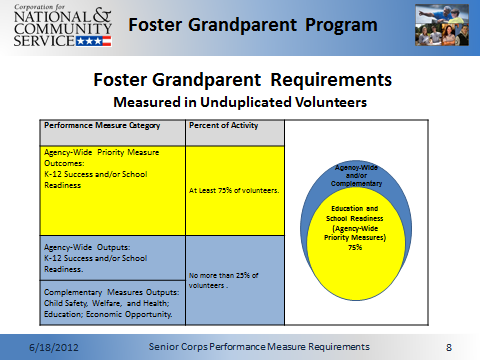 Corporation for
NATIONAL &
COMMUNITY
SERVICE
Foster Grandparent Program
Foster Grandparent Requirements
Measured in Unduplicated Volunteers
Performance Measure Category
Percent of Activity
Agency-Wide Priority Measure
Outcomes:
K-12 Success and/or School
Readiness
At Least 75% of volunteers.
Agency-Wide Outputs:
K-12 Success and/or School
Readiness.
No more than 25% of
volunteers .
Complementary Measures Outputs:
Child Safety, Welfare, and Health;
Education; Economic Opportunity.
Agency-Wide
and/or
Complementary
Education and
School Readiness
(Agency-Wide
Priority Measures)
75%
6/18/2012
Senior Corps Performance Measure Requirements
8